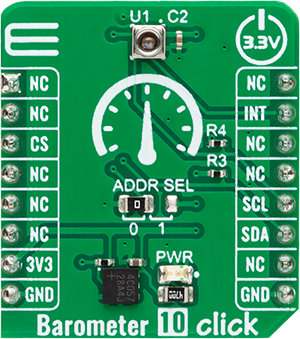 U1 C2
3.3V
NC
NC
CS
NC
NC
NC
3V3
GND
NC
INT
NC
NC
SCL
SDA
NC
GND
R4
R3
ADDR SEL
0
0 1
PWR
Barometer 10 click